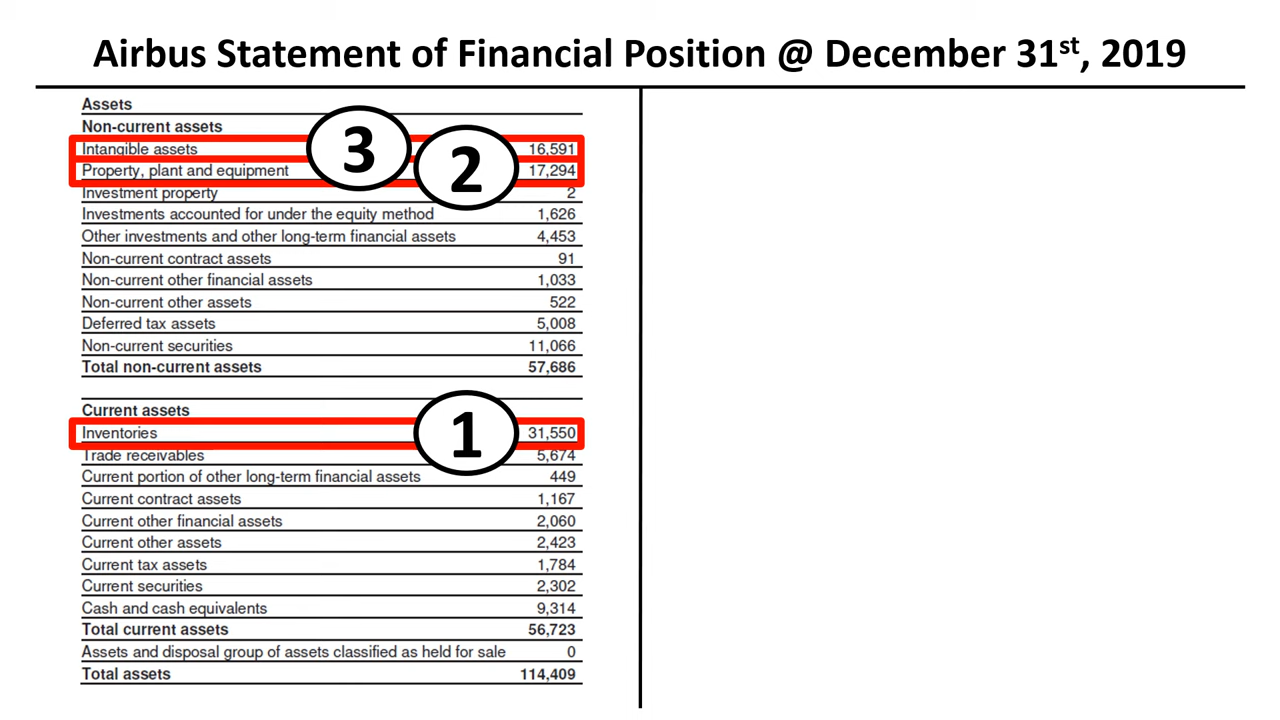 Airbus Statement of Financial Position @ December 31st, 2019
Assets
Non-current assets
Intangible assets 3 16,591
Property, plant and equipment 2 17,294
Investment property 2
Investments accounted for under the equity method 1,626
Other investments and other long-term financial assets 4,453
Non-current contract assets 91
Non-current other financial assets 1,033
Non-current other assets 522
Deferred tax assets 5,008
Non-current securities 11,066
Total non-current assets 57,686
Current assets
Inventories 1 31,550
Trade receivables 5,674
Current portion of other long-term financial assets 449
Current contract assets 1,167
Current other financial assets 2,060
Current other assets 2,423
Current tax assets 1,784
Current securities 2,302
Cash and cash equivalents 9,314
Total current assets 56,723
Assets and disposal group of assets classified as held for sale 0
Total assets 114,409